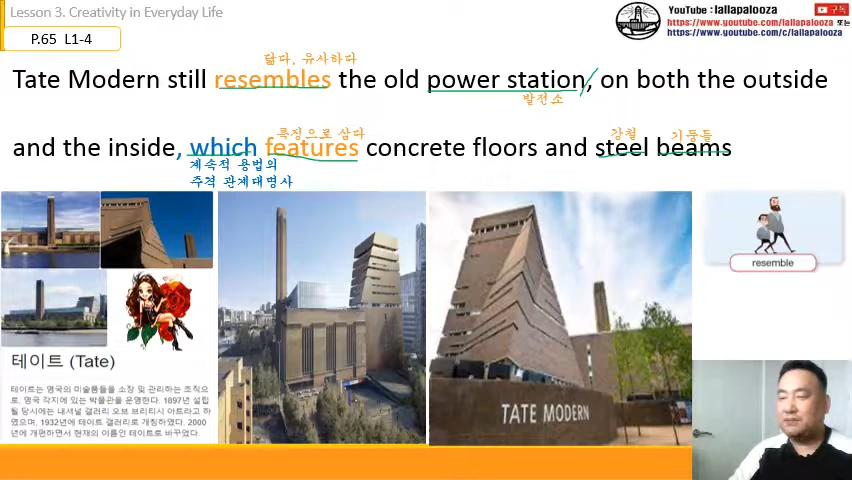 Lesson 3. Creativity in Everyday Life
P.65 L1-4
YouTube : lallapalooza
https://www.youtube.com/lallapalooza 또는
https://www.youtube.com/c/lallapalooza
구독
닮다, 유사하다
Tate Modern still resembles the old power station, on both the outside
발전소
특징으로 삼다
강철
기둥들
and the inside, which features concrete floors and steel beams
계속적 용법의
주격 관계대명사
resemble
테이트 (Tate)
테이트는 영국의 미술품들을 소장 및 관리하는 조직으
로, 영국 각지에 있는 박물관을 운영한다. 1897년 설립
될 당시에는 내셔널 갤러리 오브 브리티시 아트라고 하
였으며, 1932년에 테이트 갤러리로 개칭하였다. 2000
년에 개편하면서 현재의 이름인 테이트로 바꾸었다.
TATE MODERN